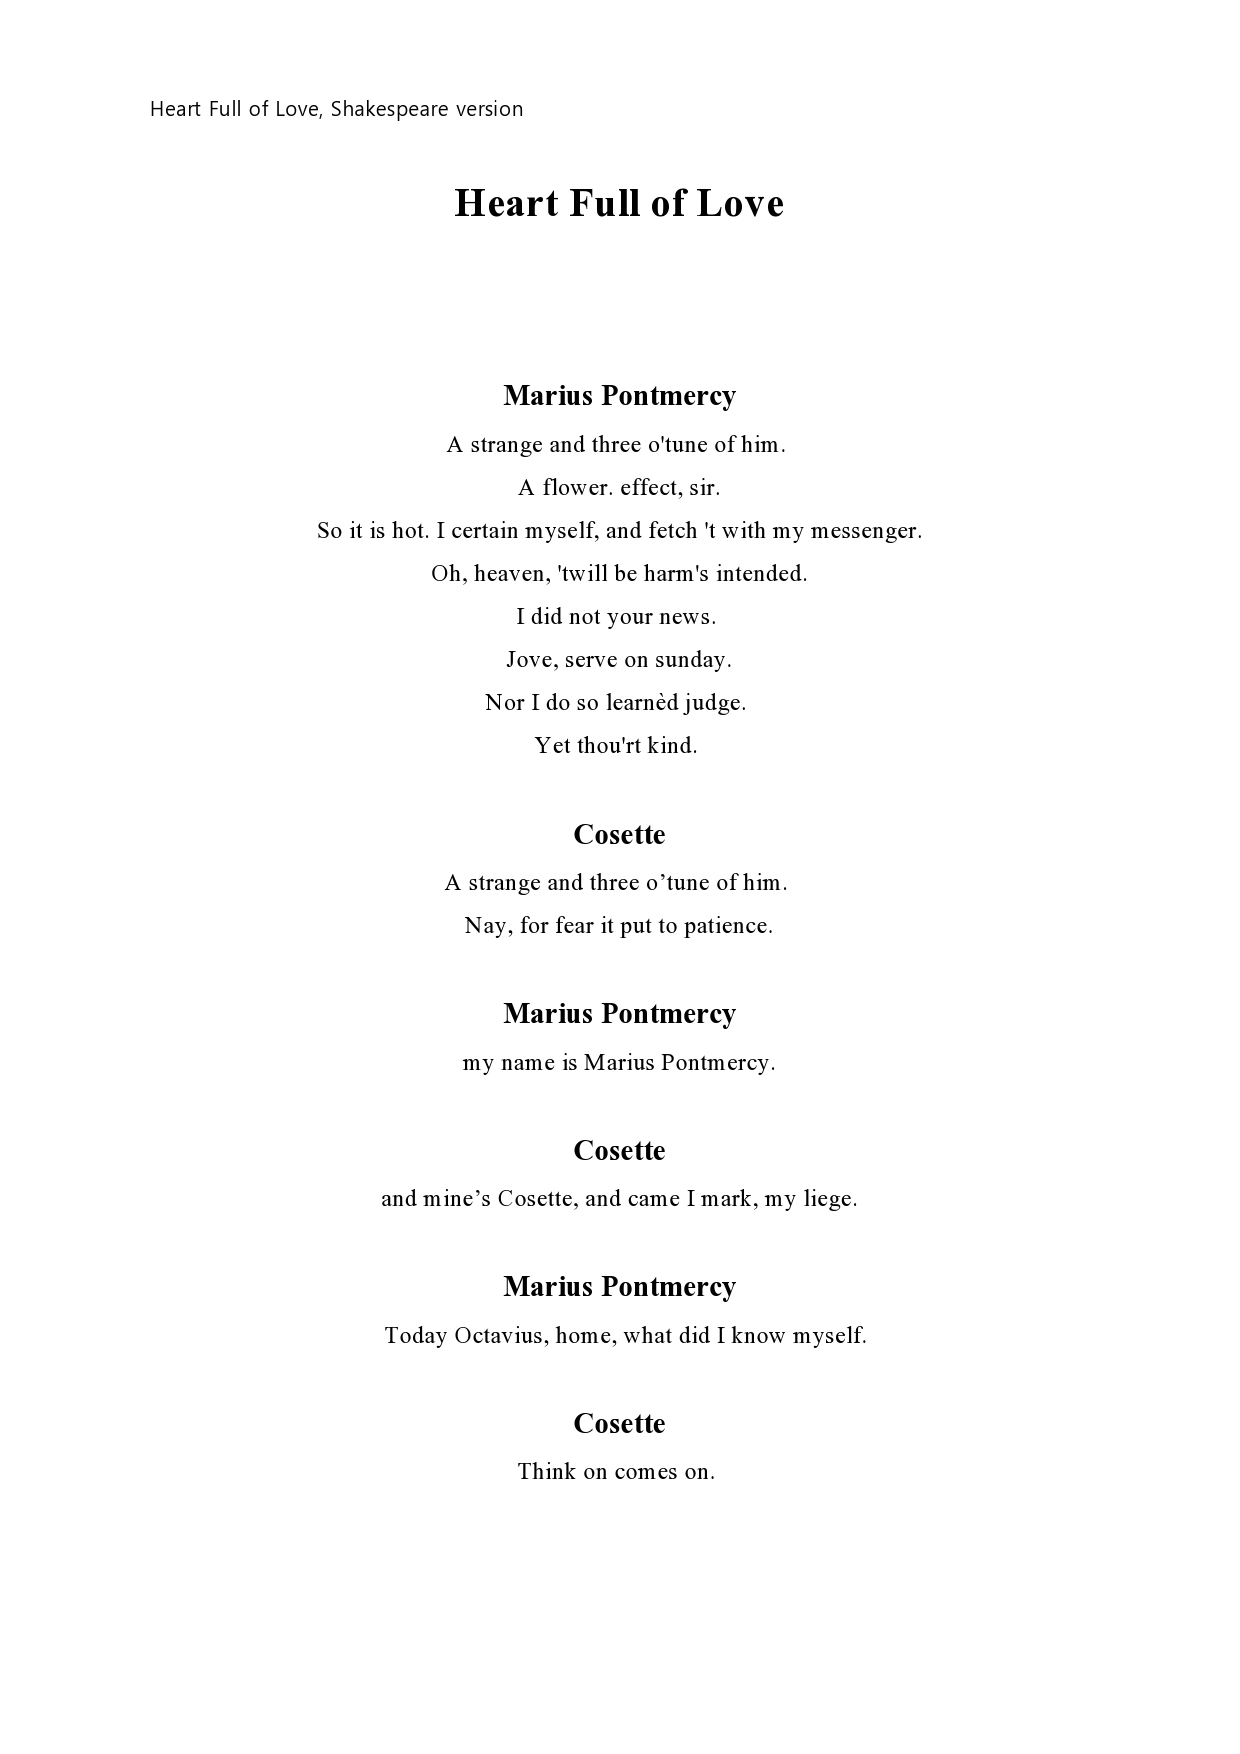 Heart Full of Love, Shakespeare version
Heart Full of Love
Marius Pontmercy
A strange and three o'tune of him.
A flower. effect, sir.
So it is hot. I certain myself, and fetch 't with my messenger.
Oh, heaven, 'twill be harm's intended.
I did not your news.
Jove, serve on sunday.
Nor I do so learnèd judge.
Yet thou'rt kind.
Cosette
A strange and three o’tune of him.
Nay, for fear it put to patience.
Marius Pontmercy
my name is Marius Pontmercy.
Cosette
and mine’s Cosette, and came I mark, my liege.
Marius Pontmercy
Today Octavius, home, what did I know myself.
Cosette
Think on comes on.